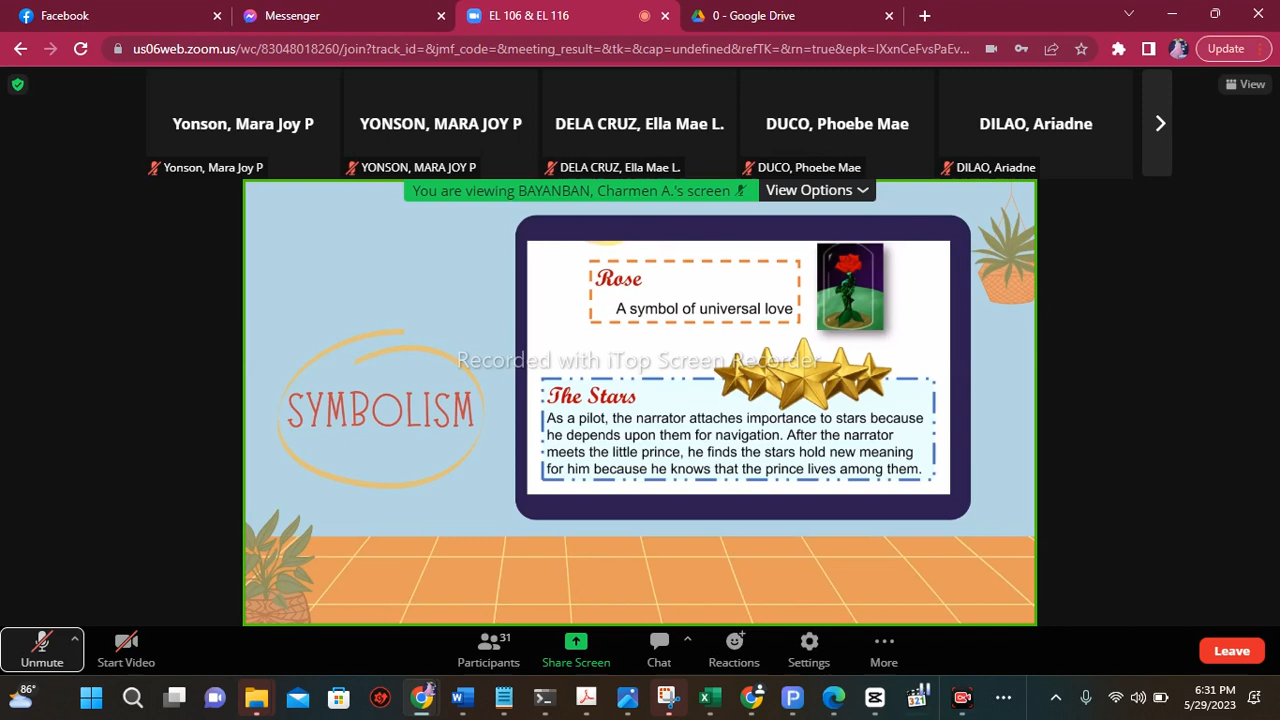 Facebook
Messenger
EL 106 & EL 116
0 - Google Drive
us06web.zoom.us/wc/83048018260/join?track_id=&jmf_code=&meeting_result=&tk=&cap=undefined&refTK=&rn=true&epk=IXxnCeFvsPaEv...
Update
Yonson, Mara Joy P
YONSON, MARA JOY P
DELA CRUZ, Ella Mae L.
DUCO, Phoebe Mae
DILAO, Ariadne
View
Yonson, Mara Joy P
YONSON, MARA JOY P
DELA CRUZ, Ella Mae L.
DUCO, Phoebe Mae
DILAO, Ariadne
You are viewing BAYANBAN, Charmen A.'s screen
View Options
Rose
A symbol of universal love
Recorded with iTop Screen Recorder
SYMBOLISM
The Stars
As a pilot, the narrator attaches importance to stars because
he depends upon them for navigation. After the narrator
meets the little prince, he finds the stars hold new meaning
for him because he knows that the prince lives among them.
Unmute
Start Video
31
Participants
Share Screen
Chat
Reactions
Settings
More
Leave
86°
321
6:31 PM
5/29/2023